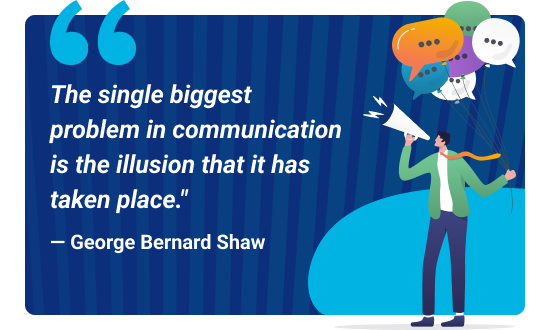 “
The single biggest
problem in communication
is the illusion that it has
taken place."
— George Bernard Shaw